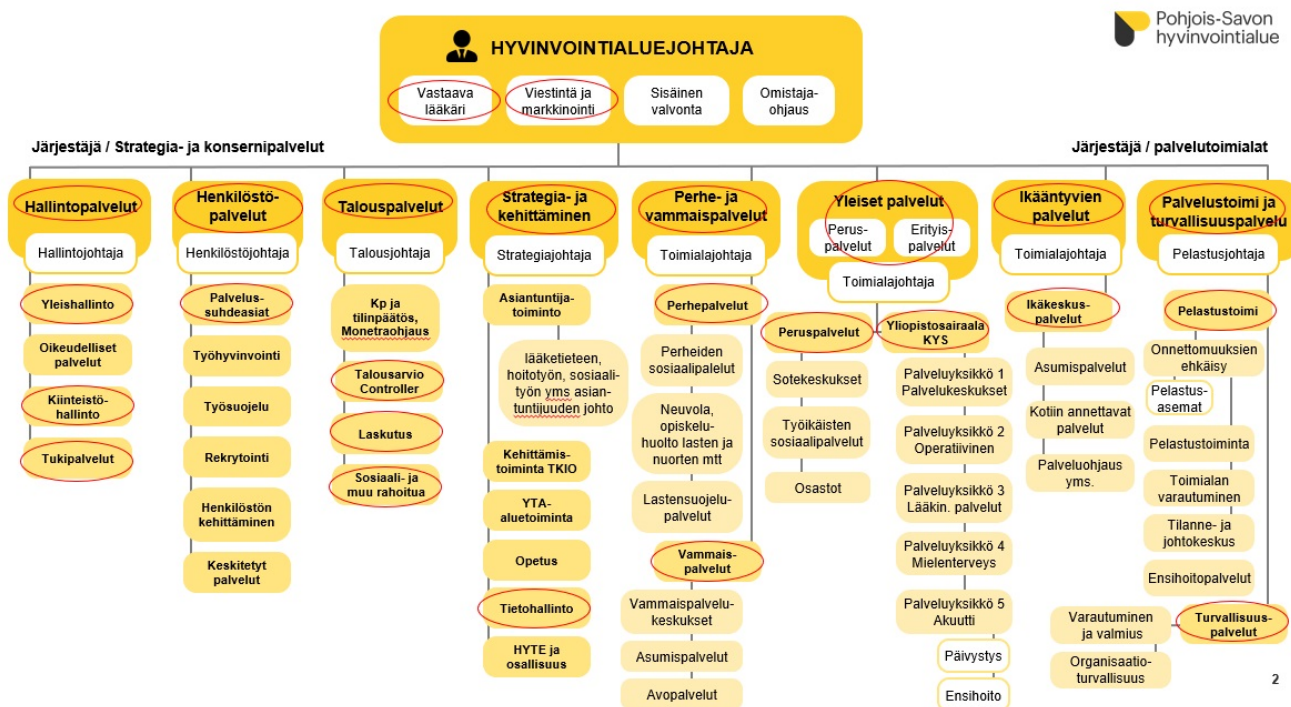 Pohjois-Savon
hyvinvointialue
HYVINVOINTIALUEJOHTAJA
Vastaava
lääkäri
Viestintä ja
markkinointi
Sisäinen
valvonta
Omistaja-
ohjaus
Järjestäjä / Strategia- ja konsernipalvelut
Järjestäjä / palvelutoimialat
Hallintopalvelut
Hallintojohtaja
Yleishallinto
Oikeudelliset
palvelut
Kiinteistö-
hallinto
Tukipalvelut
Henkilöstö-
palvelut
Henkilöstöjohtaja
Palvelus-
suhdeasiat
Työhyvinvointi
Työsuojelu
Rekrytointi
Henkilöstön
kehittäminen
Keskitetyt
palvelut
Talouspalvelut
Talousjohtaja
Kp ja
tilinpäätös,
Monetraohjaus
Talousarvio
Controller
Laskutus
Sosiaali- ja
muu rahoitua
Strategia- ja
kehittäminen
Strategiajohtaja
Asiantuntija-
toiminto
lääketieteen,
hoitotyön, sosiaali-
työn yms asian-
tuntijuuden johto
Kehittämis-
toiminta TKIO
YTA-
aluetoiminta
Opetus
Tietohallinto
HYTE ja
osallisuus
Perhe- ja
vammaispalvelut
Toimialajohtaja
Perhepalvelut
Perheiden
sosiaalipalelut
Neuvola,
opiskelu-
huolto lasten ja
nuorten mtt
Lastensuojelu-
palvelut
Vammais-
palvelut
Vammaispalvelu-
keskukset
Asumispalvelut
Avopalvelut
Yleiset palvelut
Perus-
palvelut
Erityis-
palvelut
Toimialajohtaja
Peruspalvelut
Sotekeskukset
Työikäisten
sosiaalipalvelut
Osastot
Yliopistosairaala
KYS
Palveluyksikkö 1
Palvelukeskukset
Palveluyksikkö 2
Operatiivinen
Palveluyksikkö 3
Lääkin. palvelut
Palveluyksikkö 4
Mielenterveys
Palveluyksikkö 5
Akuutti
Päivystys
Ensihoito
Ikääntyvien
palvelut
Toimialajohtaja
Ikäkeskus-
palvelut
Asumispalvelut
Kotiin annettavat
palvelut
Palveluohjaus
yms.
Palvelustoimi ja
turvallisuuspalvelu
Pelastusjohtaja
Pelastustoimi
Onnettomuuksien
ehkäisy
Pelastus-
asemat
Pelastustoiminta
Toimialan
varautuminen
Tilanne- ja
johtokeskus
Ensihoitopalvelut
Turvallisuus-
palvelut
Varautuminen
ja valmius
Organisaatio-
turvallisuus
2